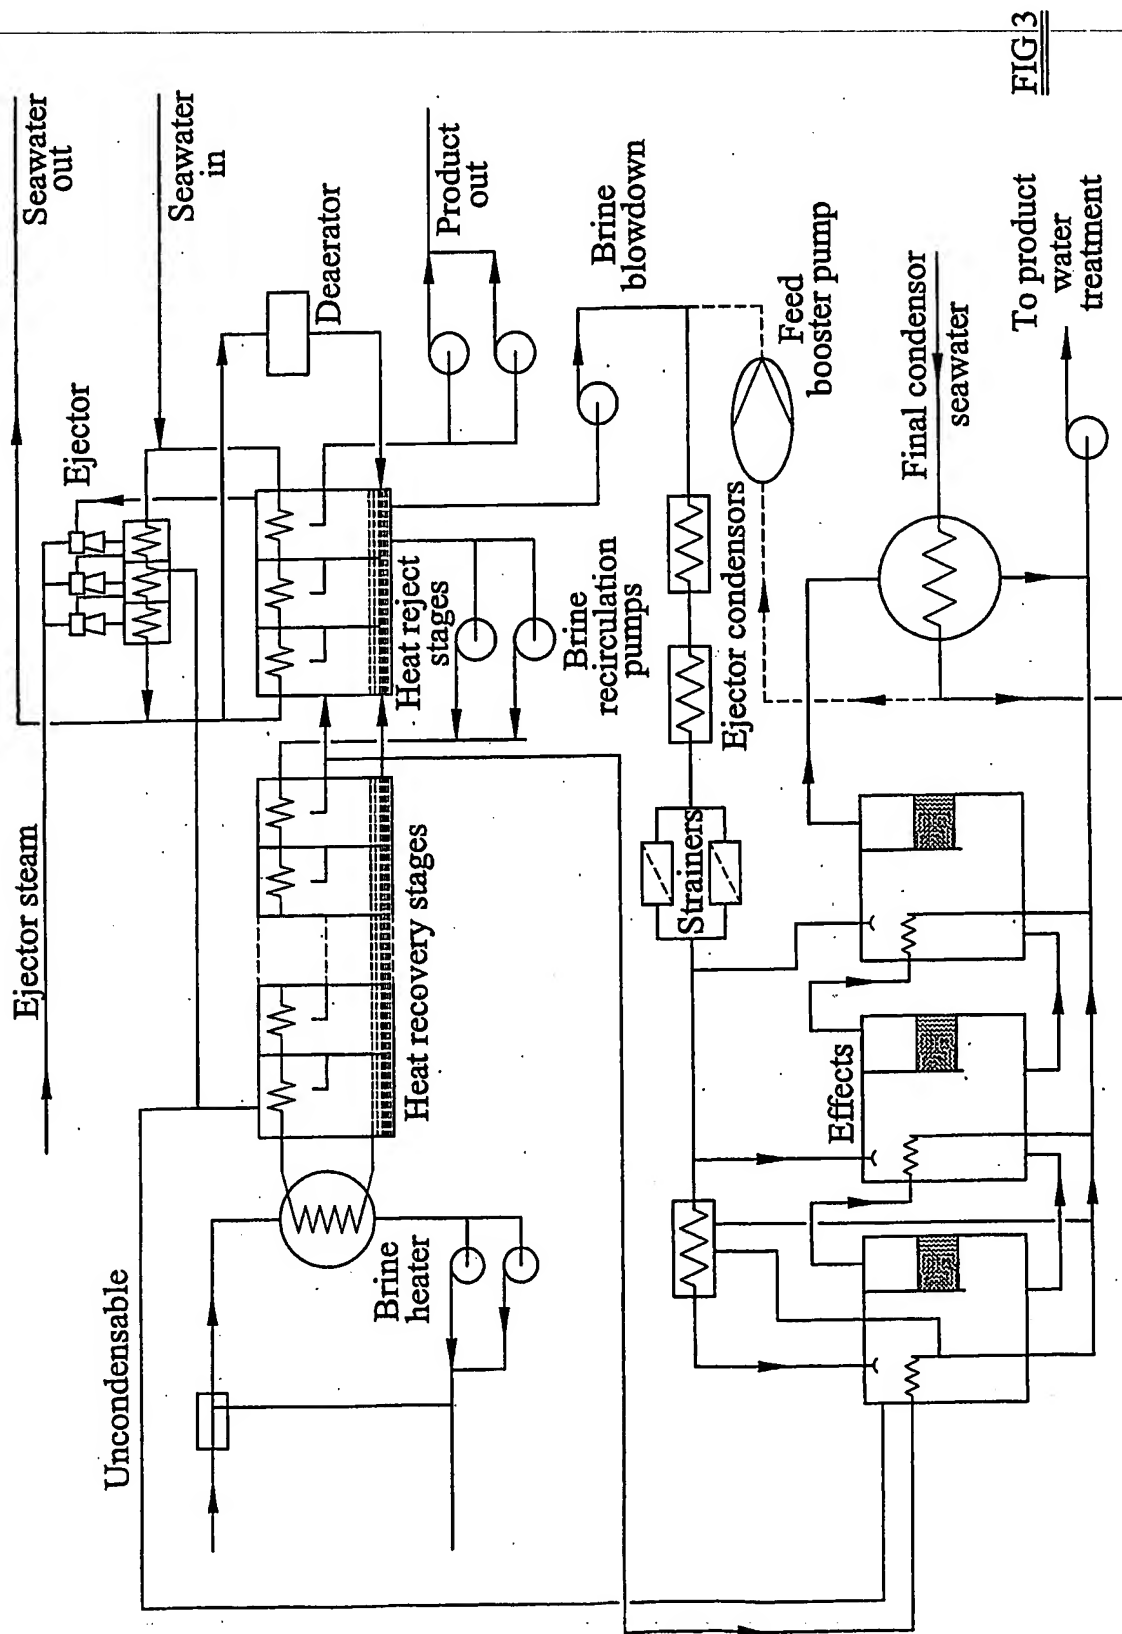 Seawater
out
Seawater
in
Ejector
Ejector steam
Deaerator
Product
out
Uncondensable
Heat reject
stages
Heat recovery stages
Brine
heater
Brine
recirculation
pumps
Brine
blowdown
Feed
booster pump
Ejector condensors
Strainers
Final condensor
seawater
Effects
To product
water
treatment
FIG 3